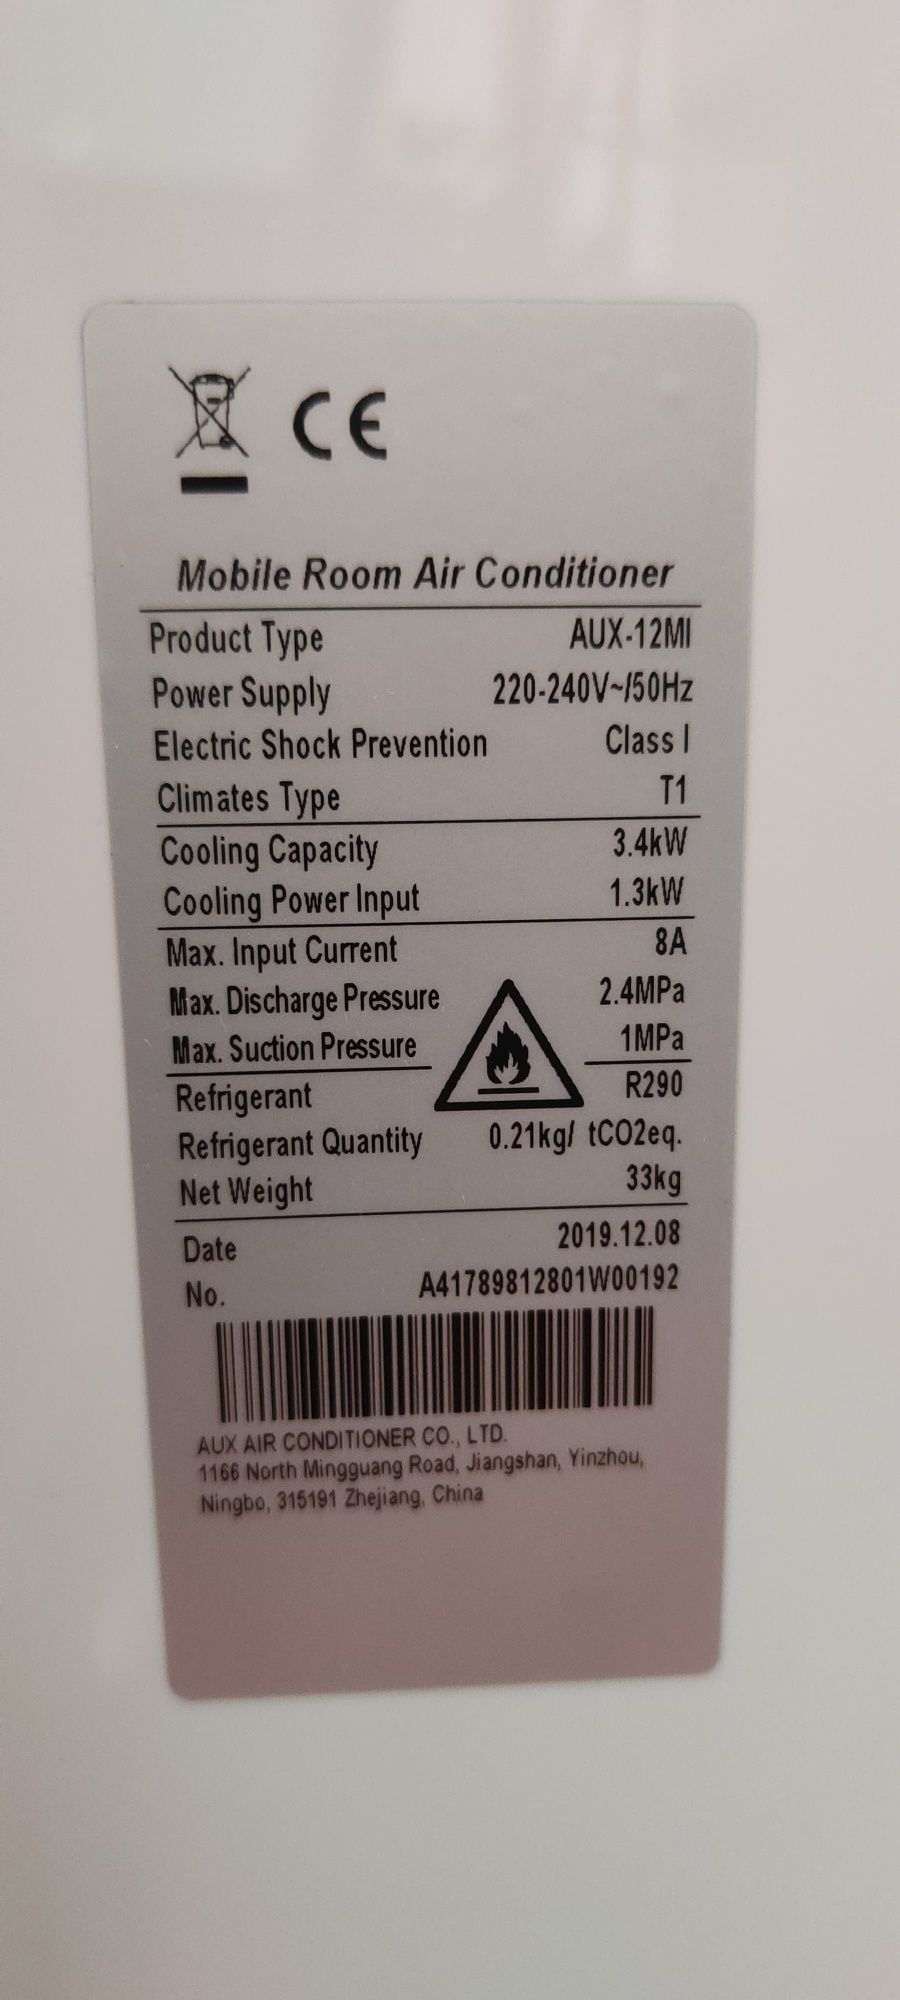 CE
Mobile Room Air Conditioner
Product Type AUX-12MI
Power Supply 220-240V~/50Hz
Electric Shock Prevention Class I
Climates Type T1
Cooling Capacity 3.4kW
Cooling Power Input 1.3kW
Max. Input Current 8A
Max. Discharge Pressure 2.4MPa
Max. Suction Pressure 1MPa
Refrigerant R290
Refrigerant Quantity 0.21kg/ tCO2eq.
Net Weight 33kg
Date 2019.12.08
No. A41789812801W00192
AUX AIR CONDITIONER CO., LTD.
1166 North Mingguang Road, Jiangshan, Yinzhou,
Ningbo, 315191 Zhejiang, China